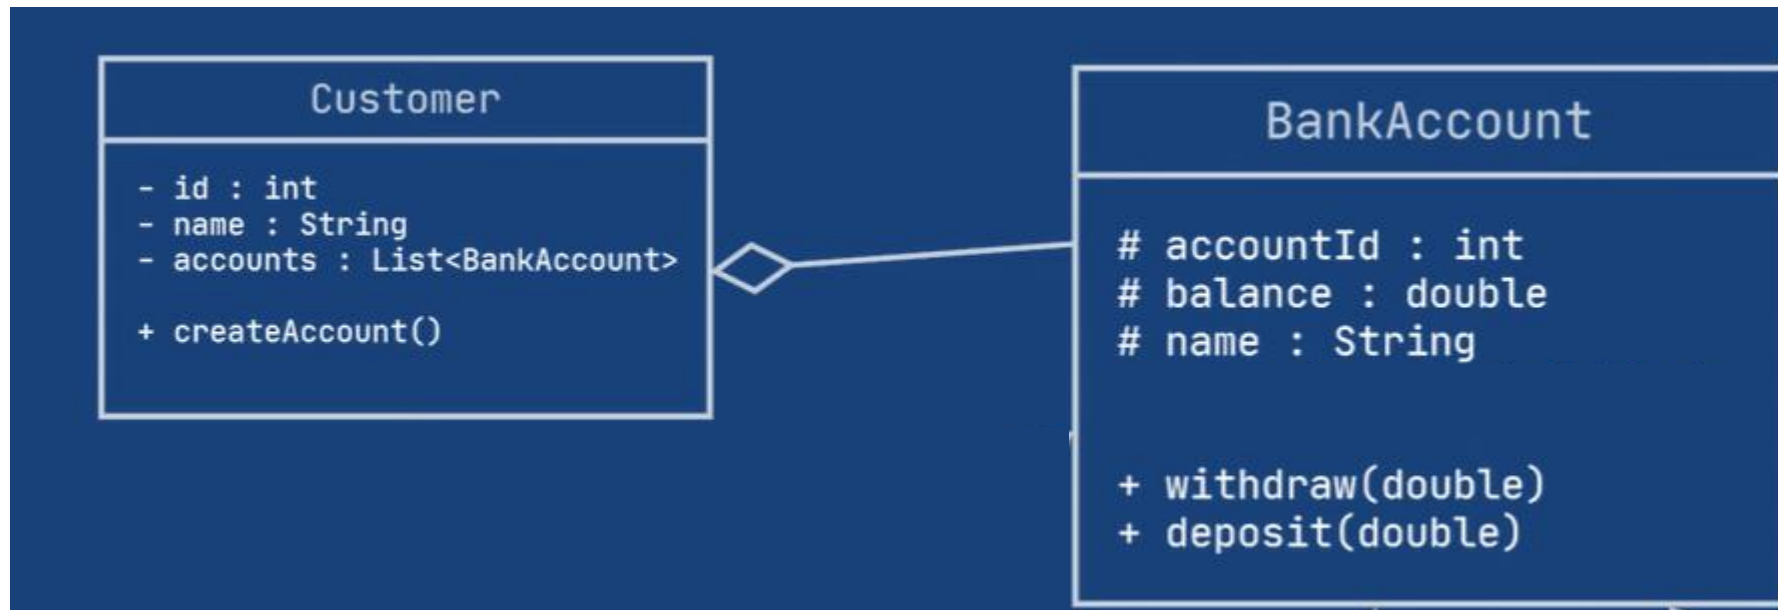 Customer
- id : int
- name : String
- accounts : List<BankAccount>
+ createAccount()
BankAccount
# accountId : int
# balance : double
# name : String
+ withdraw(double)
+ deposit(double)